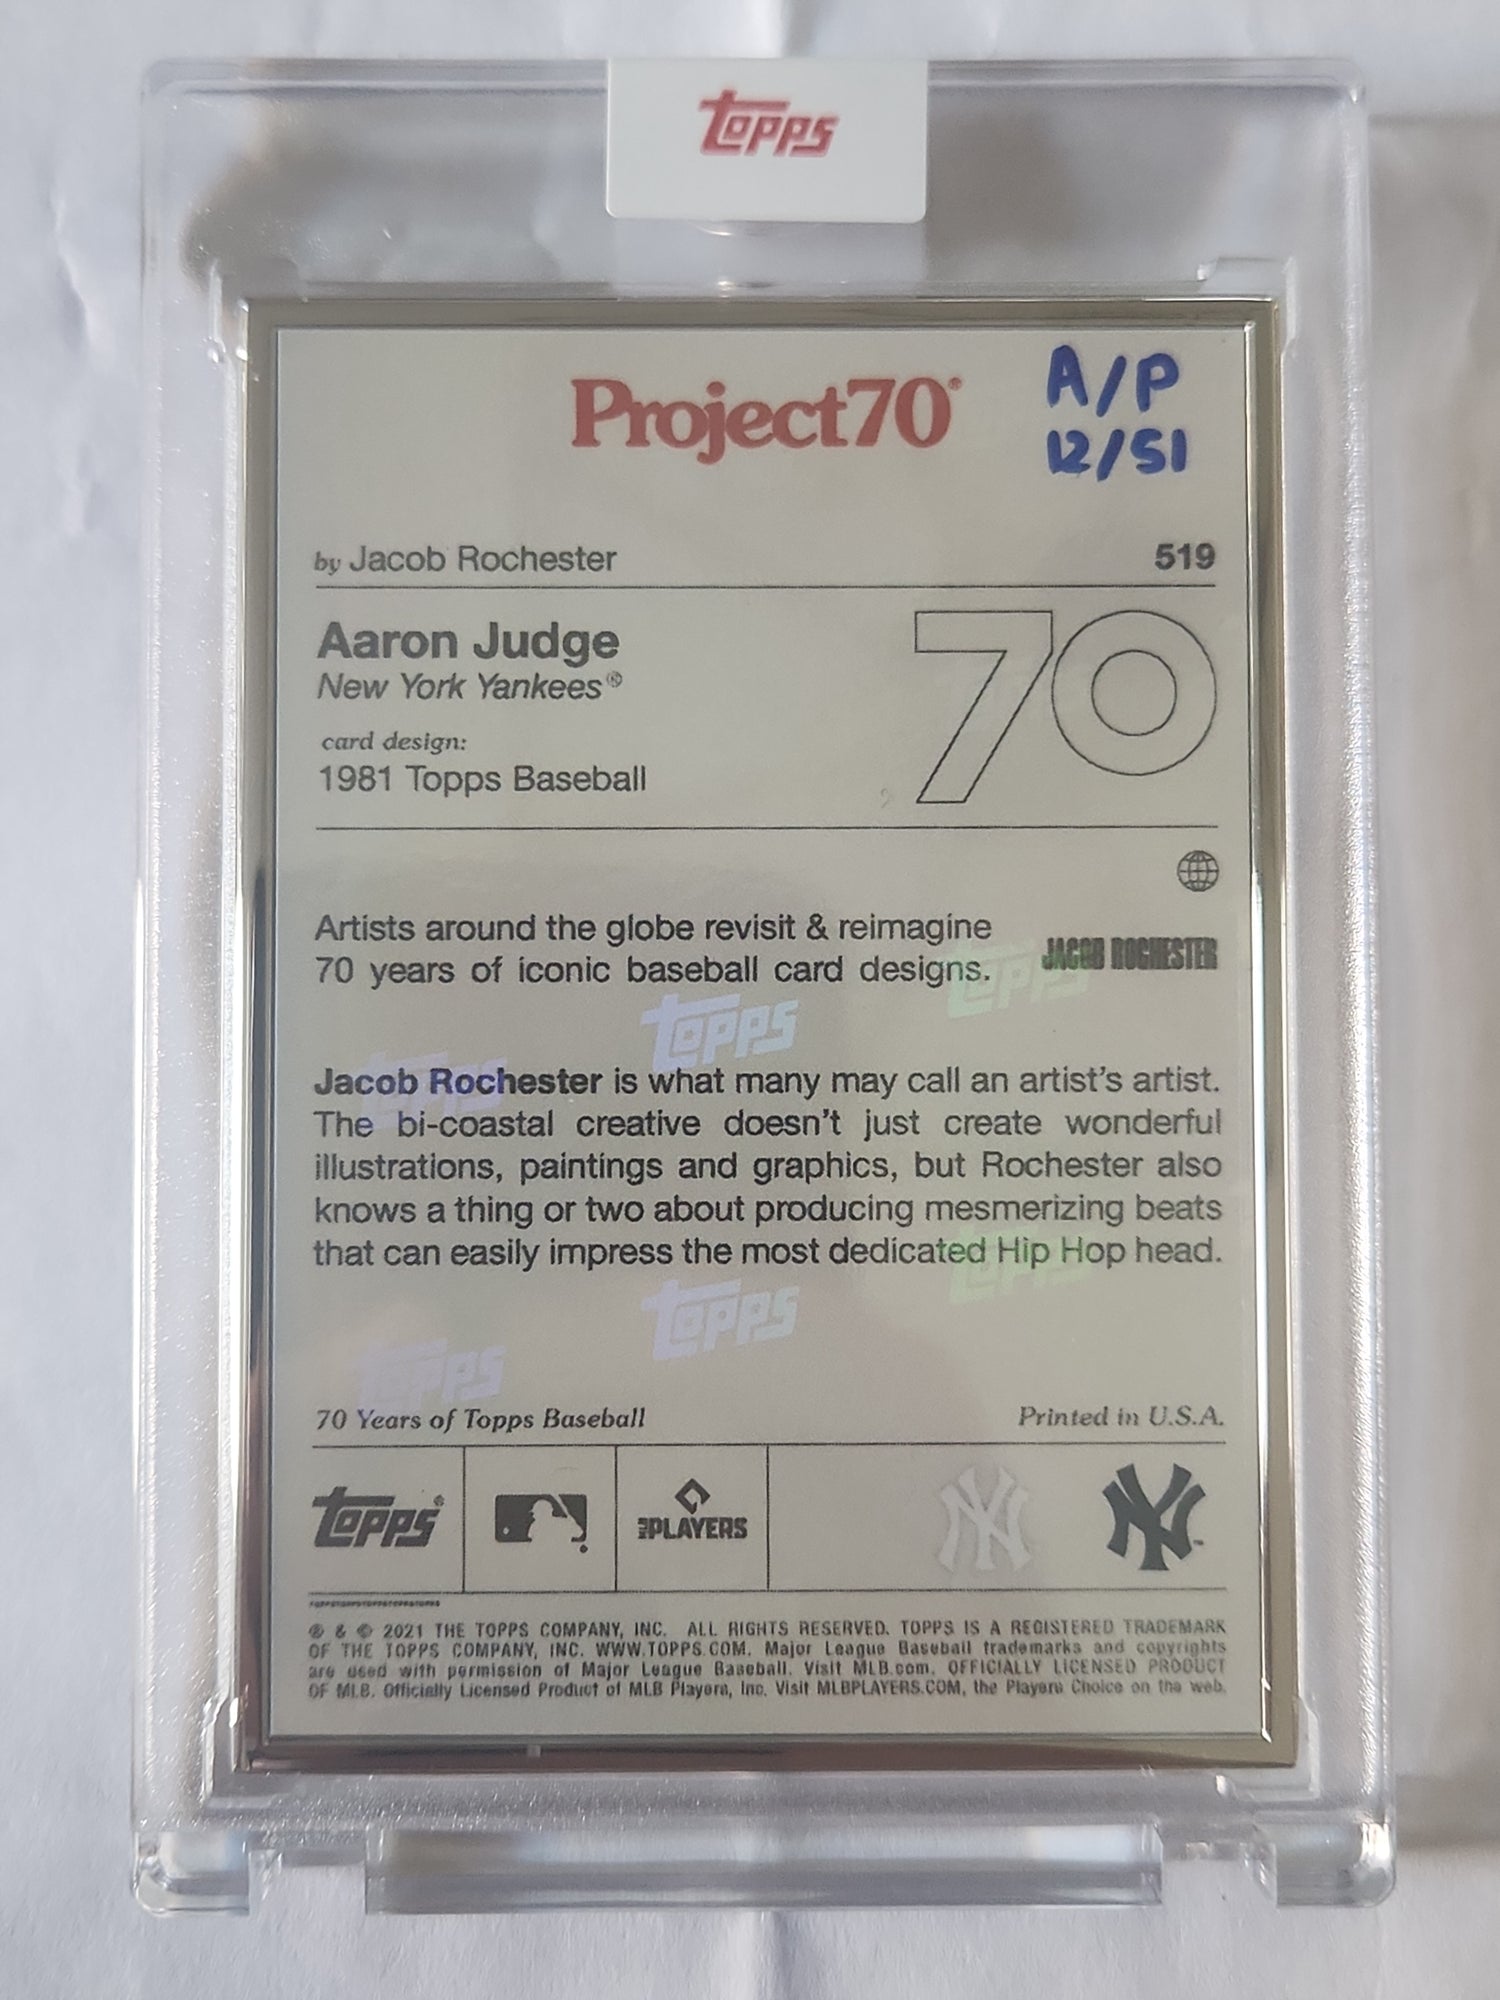 Topps
Project70®
A/P
12/51
by Jacob Rochester
519
Aaron Judge
New York Yankees®
card design:
1981 Topps Baseball
70
Artists around the globe revisit & reimagine
70 years of iconic baseball card designs.
JACOB ROCHESTER
Topps
Topps
Topps
Jacob Rochester is what many may call an artist's artist.
The bi-coastal creative doesn't just create wonderful
illustrations, paintings and graphics, but Rochester also
knows a thing or two about producing mesmerizing beats
that can easily impress the most dedicated Hip Hop head.
Topps
Topps
Topps
70 Years of Topps Baseball
Printed in U.S.A.
Topps®
MLB PLAYERS
NY
NY™
® & © 2021 THE TOPPS COMPANY, INC. ALL RIGHTS RESERVED. TOPPS IS A REGISTERED TRADEMARK
OF THE TOPPS COMPANY, INC. WWW.TOPPS.COM. Major League Baseball trademarks and copyrights
are used with permission of Major League Baseball. Visit MLB.com. OFFICIALLY LICENSED PRODUCT
OF MLB. Officially Licensed Product of MLB Players, Inc. Visit MLBPLAYERS.COM, the Players Choice on the web.